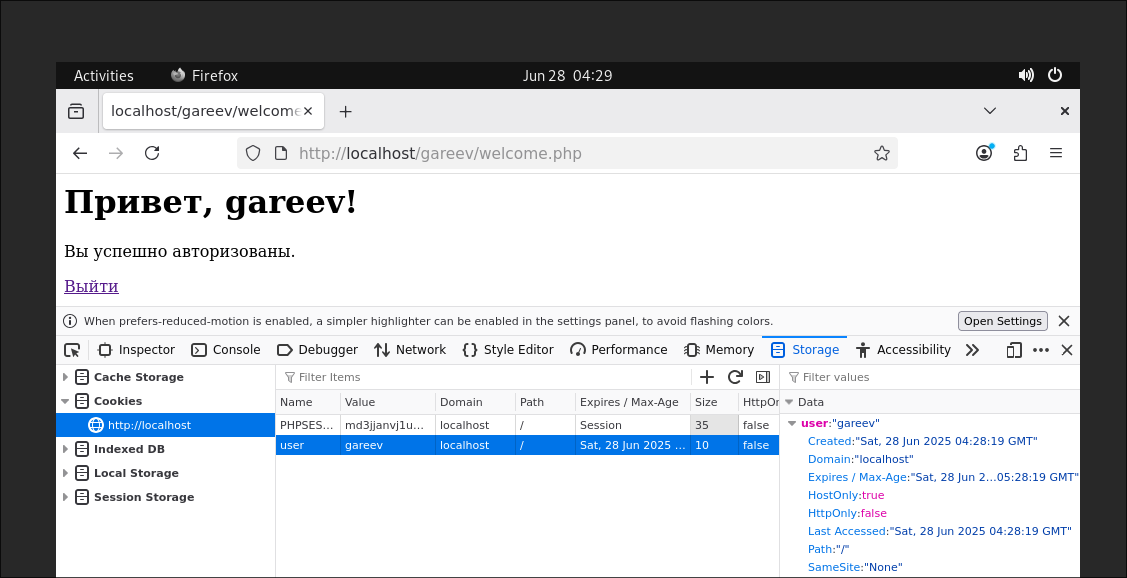 Activities Firefox Jun 28 04:29
localhost/gareev/welcome
http://localhost/gareev/welcome.php
Привет, gareev!
Вы успешно авторизованы.
Выйти
When prefers-reduced-motion is enabled, a simpler highlighter can be enabled in the settings panel, to avoid flashing colors. Open Settings
Inspector Console Debugger Network Style Editor Performance Memory Storage Accessibility
Cache Storage
Cookies
http://localhost
Indexed DB
Local Storage
Session Storage
Filter Items
Name Value Domain Path Expires / Max-Age Size HttpOr
PHPSES... md3jjanvj1u... localhost / Session 35 false
user gareev localhost / Sat, 28 Jun 2025 ... 10 false
Filter values
Data
user:"gareev"
Created:"Sat, 28 Jun 2025 04:28:19 GMT"
Domain:"localhost"
Expires / Max-Age:"Sat, 28 Jun 2...05:28:19 GMT"
HostOnly:true
HttpOnly:false
Last Accessed:"Sat, 28 Jun 2025 04:28:19 GMT"
Path:"/"
SameSite:"None"